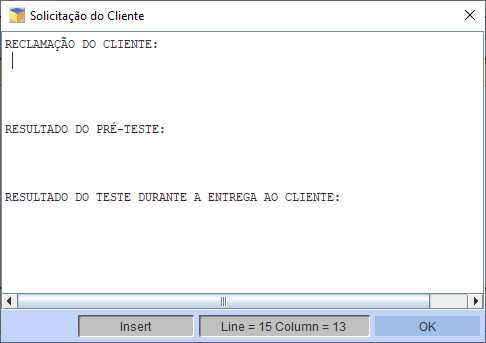 Solicitação do Cliente
RECLAMAÇÃO DO CLIENTE:
RESULTADO DO PRÉ-TESTE:
RESULTADO DO TESTE DURANTE A ENTREGA AO CLIENTE:
Insert
Line = 15 Column = 13
OK